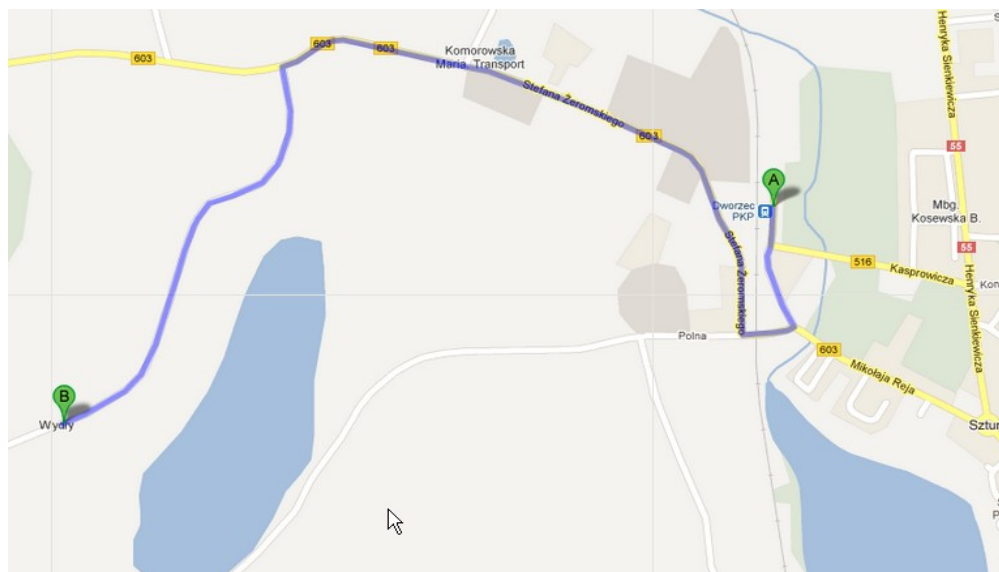 603
603
603
Komorowska
Maria, Transport
Stefana Żeromskiego
603
A
Dworzec
PKP
Stefana Żeromskiego
516
Kasprowicza
Polna
603
Mikołaja Reja
Henryka Sienkiewicza
55
Mbg.
Kosewska B.
55
Henryka Sienkiewicza
B
Wydry